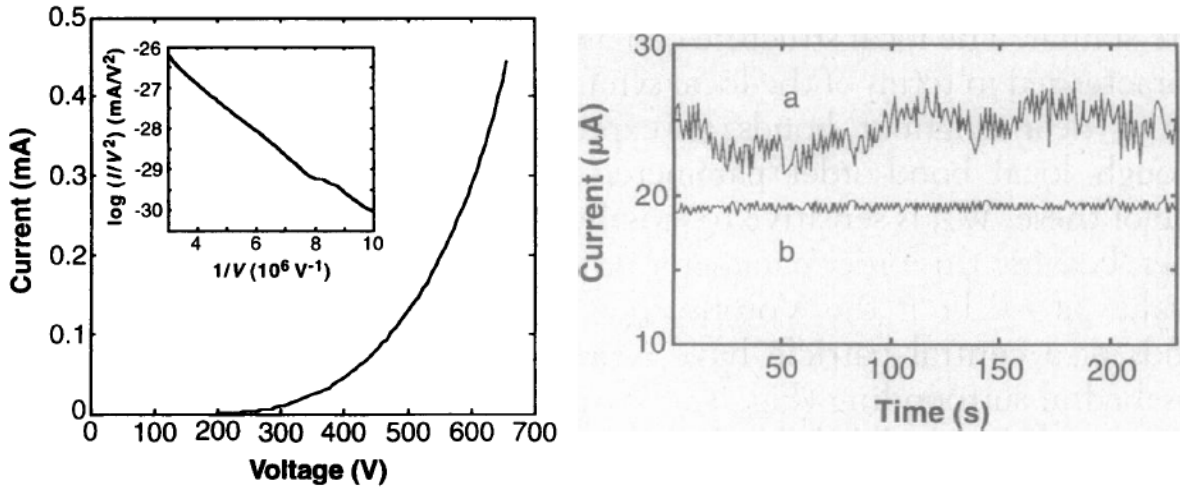 0.5
0.4
0.3
0.2
0.1
0
Current (mA)
0 100 200 300 400 500 600 700
Voltage (V)
-26
-27
-28
-29
-30
log (I/V²) (mA/V²)
4 6 8 10
1/V (10⁶ V⁻¹)
30
20
10
Current (μA)
a
b
50 100 150 200
Time (s)